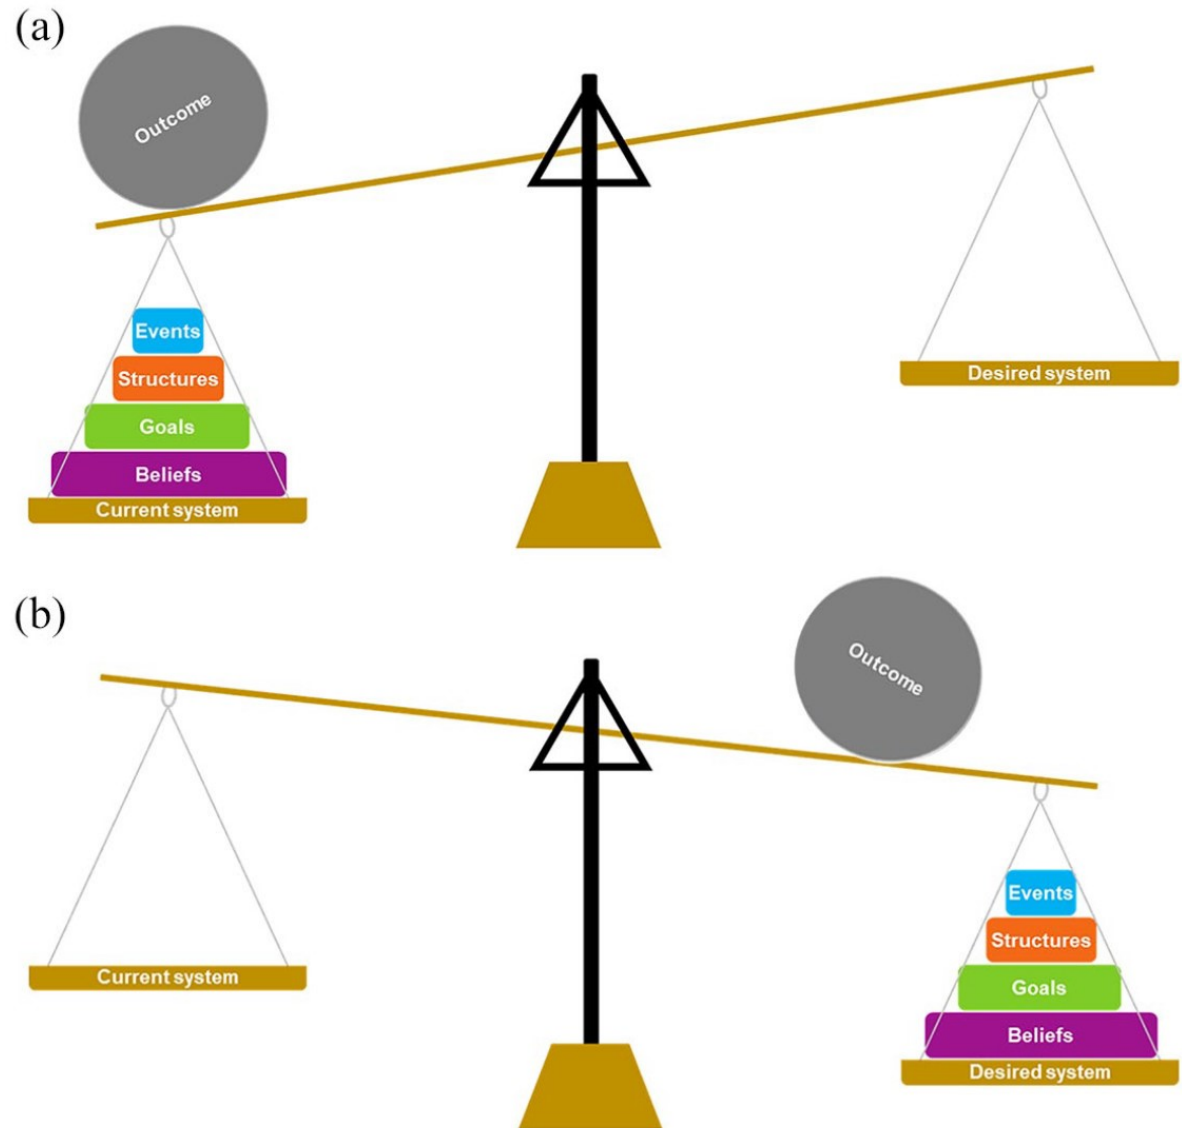 (a)
Outcome
Events
Structures
Goals
Beliefs
Current system
Desired system
(b)
Outcome
Current system
Events
Structures
Goals
Beliefs
Desired system